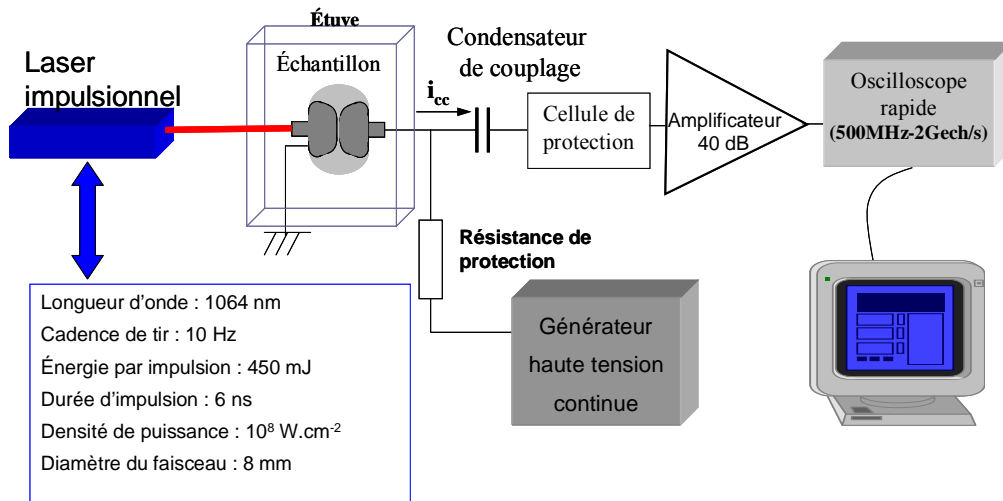 Laser
impulsionnel
Étuve
Échantillon
i_cc
Condensateur
de couplage
Cellule de
protection
Amplificateur
40 dB
Oscilloscope
rapide
(500MHz-2Gech/s)
Résistance de
protection
Générateur
haute tension
continue
Longueur d'onde : 1064 nm
Cadence de tir : 10 Hz
Énergie par impulsion : 450 mJ
Durée d'impulsion : 6 ns
Densité de puissance : 10⁸ W.cm⁻²
Diamètre du faisceau : 8 mm